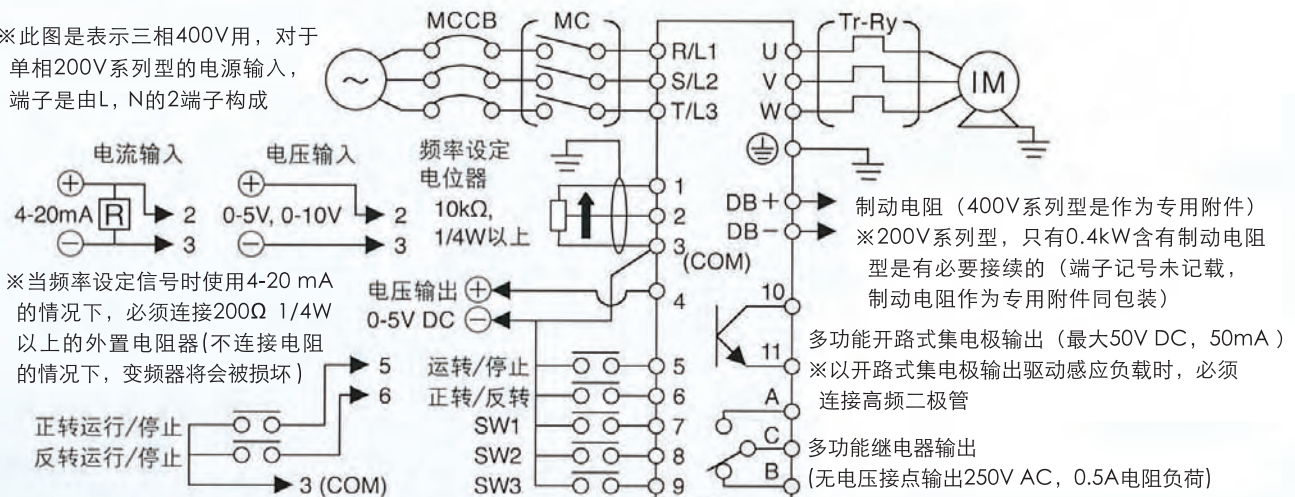 ※此图是表示三相400V用，对于
单相200V系列型的电源输入，
端子是由L，N的2端子构成
MCCB
MC
Tr-Ry
R/L1
S/L2
T/L3
U
V
W
IM
电流输入
4-20mA
R
2
3
电压输入
0-5V, 0-10V
2
3
频率设定
电位器
10kΩ,
1/4W以上
1
2
3
(COM)
4
DB+
DB-
制动电阻（400V系列型是作为专用附件）
※200V系列型，只有0.4kW含有制动电阻
型是有必要接续的（端子记号未记载，
制动电阻作为专用附件同包装）
※当频率设定信号时使用4-20 mA
的情况下，必须连接200Ω 1/4W
以上的外置电阻器(不连接电阻
的情况下，变频器将会被损坏)
电压输出
0-5V DC
10
11
多功能开路式集电极输出（最大50V DC，50mA ）
※以开路式集电极输出驱动感应负载时，必须
连接高频二极管
运转/停止
5
正转/反转
6
SW1
7
SW2
8
SW3
9
A
C
B
多功能继电器输出
(无电压接点输出250V AC，0.5A电阻负荷)
5
6
正转运行/停止
反转运行/停止
3 (COM)